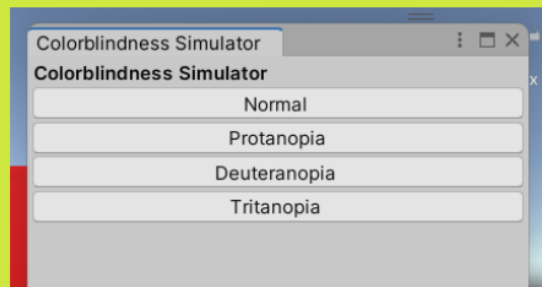 Colorblindness Simulator
Colorblindness Simulator
Normal
Protanopia
Deuteranopia
Tritanopia